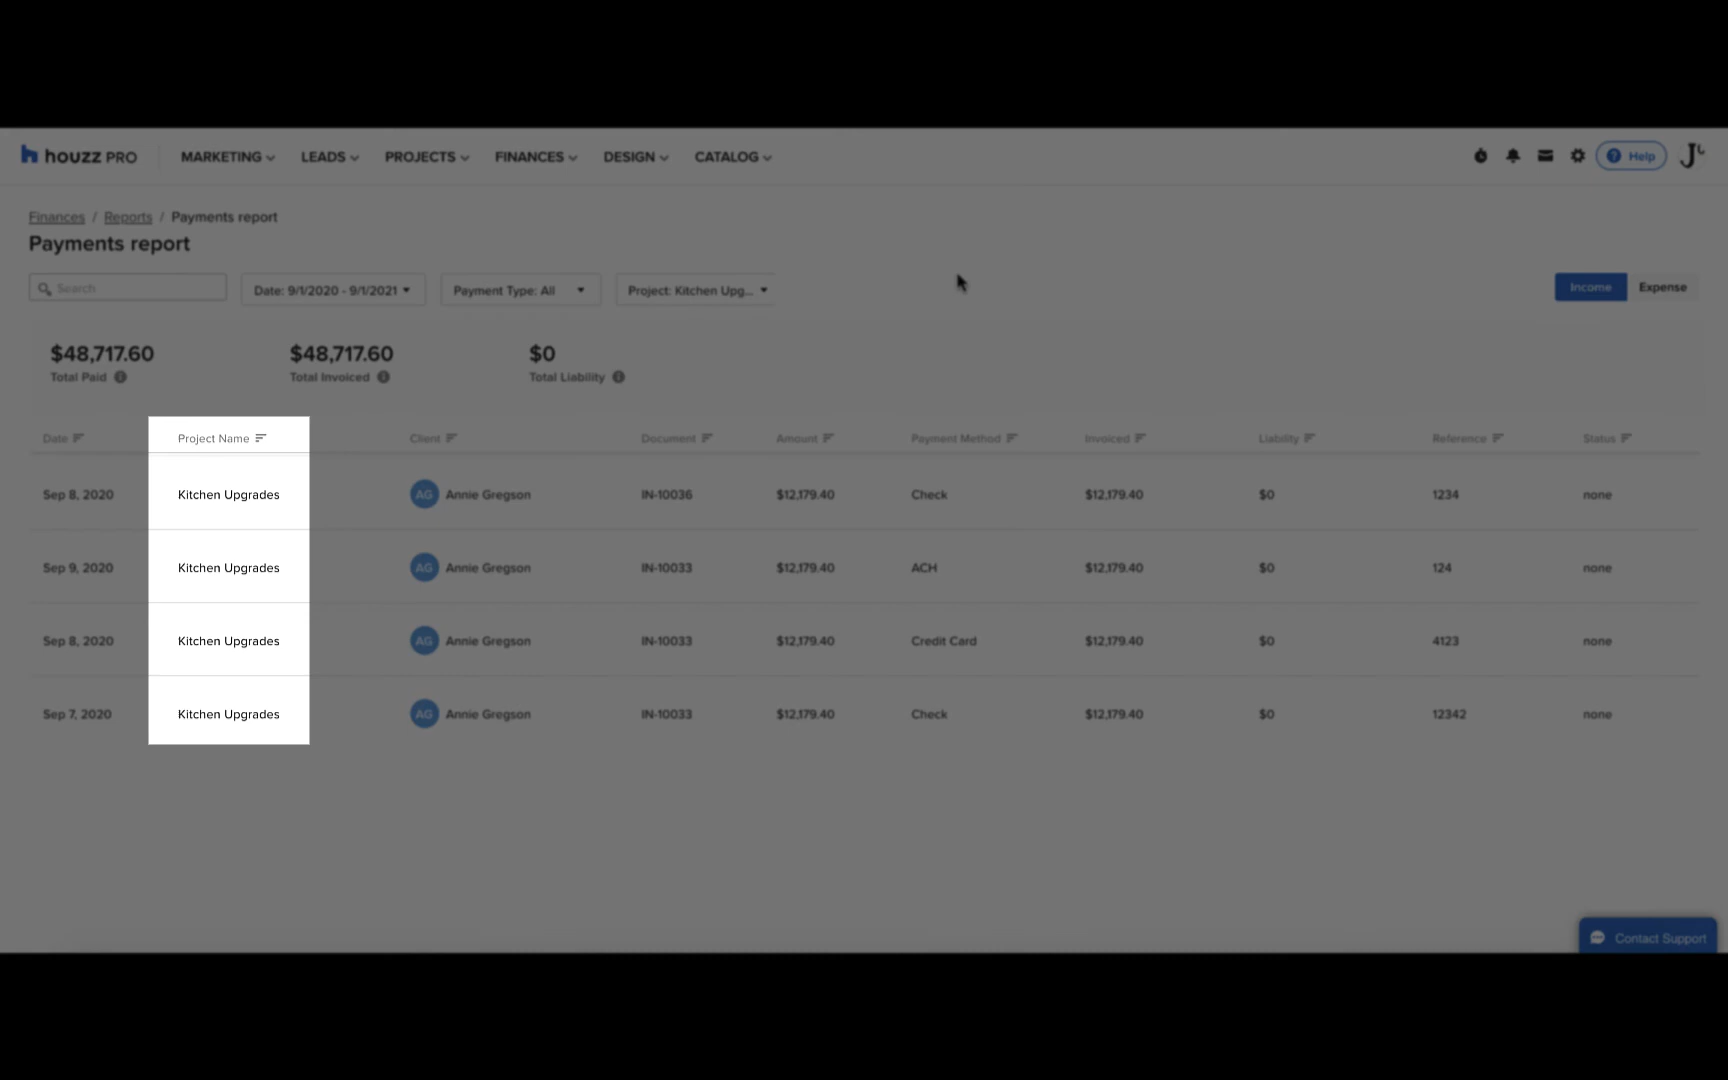 houzz PRO MARKETING LEADS PROJECTS FINANCES DESIGN CATALOG Help
Finances / Reports / Payments report
Payments report
Search Date: 9/1/2020 - 9/1/2021 Payment Type: All Project: Kitchen Upg... Income Expense
$48,717.60 $48,717.60 $0
Total Paid Total Invoiced Total Liability
Date Project Name Client Document Amount Payment Method Invoiced Liability Reference Status
Sep 8, 2020 Kitchen Upgrades AG Annie Gregson IN-10036 $12,179.40 Check $12,179.40 $0 1234 none
Sep 9, 2020 Kitchen Upgrades AG Annie Gregson IN-10033 $12,179.40 ACH $12,179.40 $0 124 none
Sep 8, 2020 Kitchen Upgrades AG Annie Gregson IN-10033 $12,179.40 Credit Card $12,179.40 $0 4123 none
Sep 7, 2020 Kitchen Upgrades AG Annie Gregson IN-10033 $12,179.40 Check $12,179.40 $0 12342 none
Contact Support